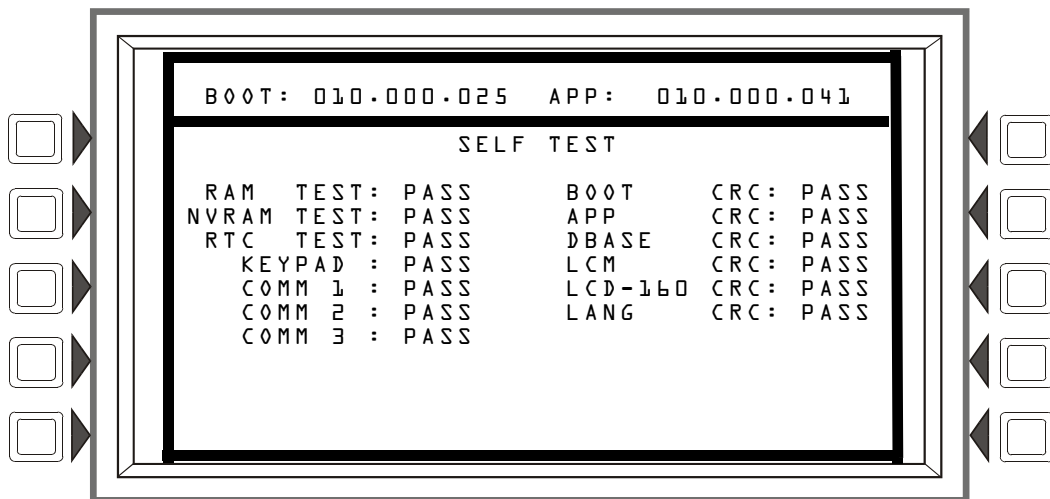 BOOT: 010.000.025 APP: 010.000.041
SELF TEST
RAM TEST: PASS BOOT CRC: PASS
NVRAM TEST: PASS APP CRC: PASS
RTC TEST: PASS DBASE CRC: PASS
KEYPAD : PASS LCM CRC: PASS
COMM 1 : PASS LCD-160 CRC: PASS
COMM 2 : PASS LANG CRC: PASS
COMM 3 : PASS